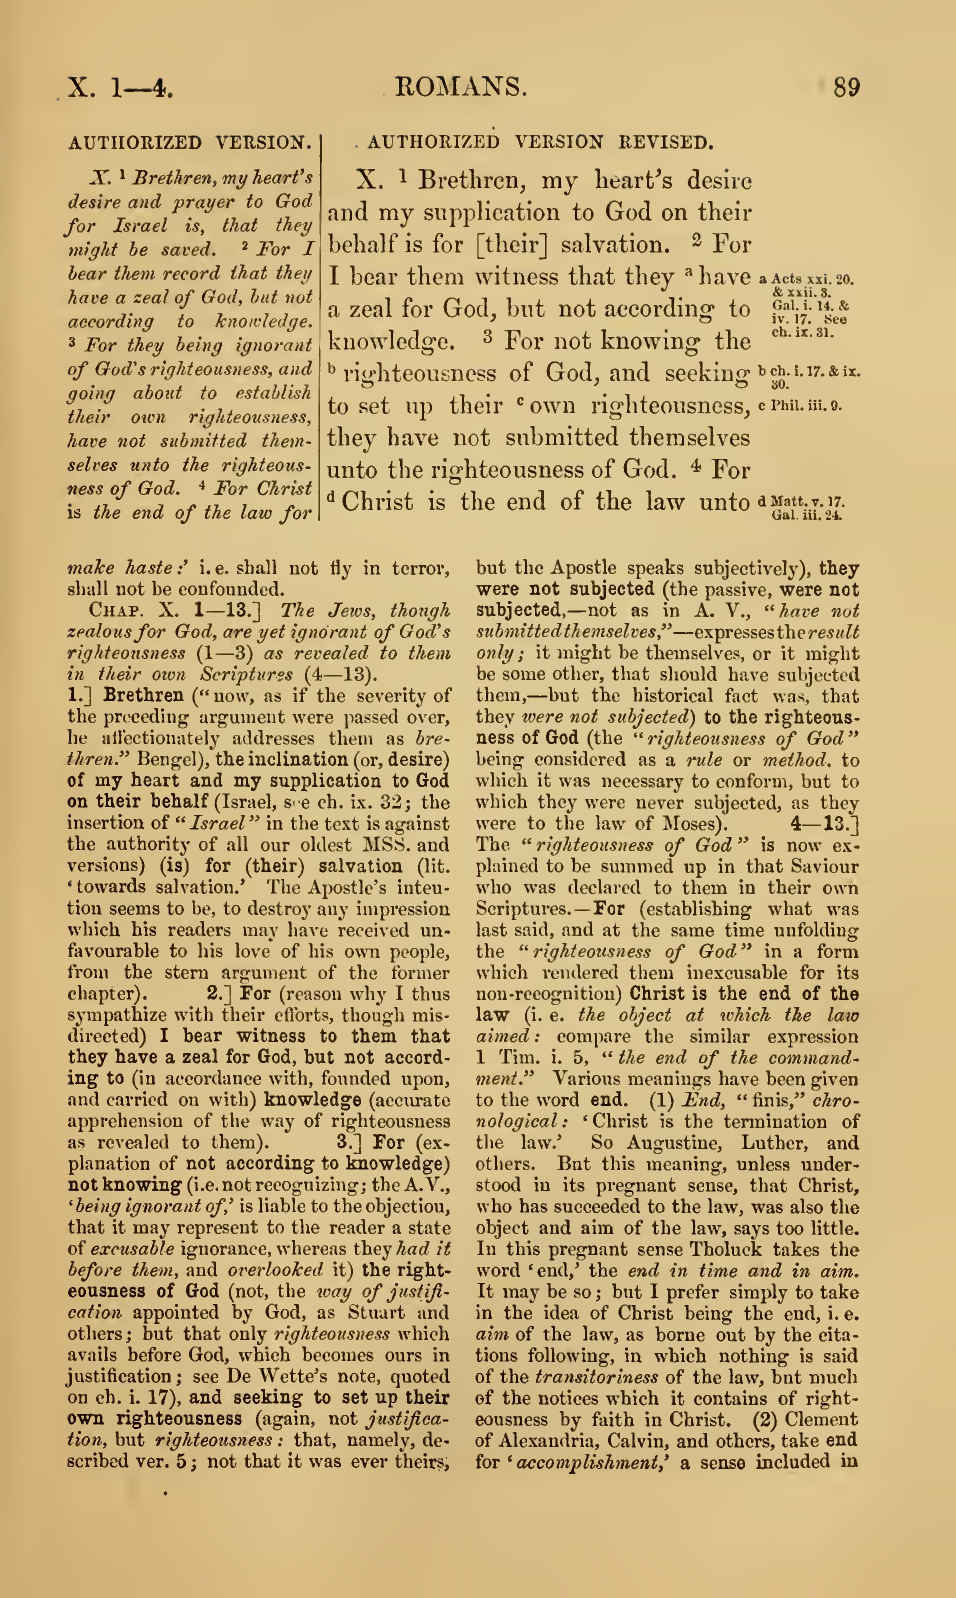 X. 1—4.
ROMANS.
89
AUTHORIZED VERSION.
X. 1 Brethren, my heart's
desire and prayer to God
for Israel is, that they
might be saved. 2 For I
bear them record that they
have a zeal of God, but not
according to knowledge.
3 For they being ignorant
of God's righteousness, and
going about to establish
their own righteousness,
have not submitted them-
selves unto the righteous-
ness of God. 4 For Christ
is the end of the law for
AUTHORIZED VERSION REVISED.
X. 1 Brethren, my heart's desire
and my supplication to God on their
behalf is for [their] salvation. 2 For
I bear them witness that they a have
a zeal for God, but not according to
knowledge. 3 For not knowing the
b righteousness of God, and seeking
to set up their c own righteousness,
they have not submitted themselves
unto the righteousness of God. 4 For
d Christ is the end of the law unto
a Acts xxi. 20.
& xxii. 3.
Gal. i. 14. &
iv. 17. See
ch. ix. 31.
b ch. i. 17. & ix.
30.
c Phil. iii. 9.
d Matt. v. 17.
Gal. iii. 24.
make haste:' i. e. shall not fly in terror,
shall not be confounded.
CHAP. X. 1—13.] The Jews, though
zealous for God, are yet ignorant of God's
righteousness (1—3) as revealed to them
in their own Scriptures (4—13).
1.] Brethren (“now, as if the severity of
the preceding argument were passed over,
he affectionately addresses them as bre-
thren.” Bengel), the inclination (or, desire)
of my heart and my supplication to God
on their behalf (Israel, see ch. ix. 32; the
insertion of “Israel” in the text is against
the authority of all our oldest MSS. and
versions) (is) for (their) salvation (lit.
‘towards salvation.’ The Apostle's inten-
tion seems to be, to destroy any impression
which his readers may have received un-
favourable to his love of his own people,
from the stern argument of the former
chapter). 2.] For (reason why I thus
sympathize with their efforts, though mis-
directed) I bear witness to them that
they have a zeal for God, but not accord-
ing to (in accordance with, founded upon,
and carried on with) knowledge (accurate
apprehension of the way of righteousness
as revealed to them). 3.] For (ex-
planation of not according to knowledge)
not knowing (i.e. not recognizing; the A.V.,
‘being ignorant of,’ is liable to the objection,
that it may represent to the reader a state
of excusable ignorance, whereas they had it
before them, and overlooked it) the right-
eousness of God (not, the way of justifi-
cation appointed by God, as Stuart and
others; but that only righteousness which
avails before God, which becomes ours in
justification; see De Wette's note, quoted
on ch. i. 17), and seeking to set up their
own righteousness (again, not justifica-
tion, but righteousness: that, namely, de-
scribed ver. 5; not that it was ever theirs,
but the Apostle speaks subjectively), they
were not subjected (the passive, were not
subjected,—not as in A. V., “have not
submitted themselves,”—expresses the result
only; it might be themselves, or it might
be some other, that should have subjected
them,—but the historical fact was, that
they were not subjected) to the righteous-
ness of God (the “righteousness of God”
being considered as a rule or method, to
which it was necessary to conform, but to
which they were never subjected, as they
were to the law of Moses). 4—13.]
The “righteousness of God” is now ex-
plained to be summed up in that Saviour
who was declared to them in their own
Scriptures.—For (establishing what was
last said, and at the same time unfolding
the “righteousness of God” in a form
which rendered them inexcusable for its
non-recognition) Christ is the end of the
law (i. e. the object at which the law
aimed: compare the similar expression
1 Tim. i. 5, “the end of the command-
ment.” Various meanings have been given
to the word end. (1) End, “finis,” chro-
nological: ‘Christ is the termination of
the law.’ So Augustine, Luther, and
others. But this meaning, unless under-
stood in its pregnant sense, that Christ,
who has succeeded to the law, was also the
object and aim of the law, says too little.
In this pregnant sense Tholuck takes the
word ‘end,’ the end in time and in aim.
It may be so; but I prefer simply to take
in the idea of Christ being the end, i. e.
aim of the law, as borne out by the cita-
tions following, in which nothing is said
of the transitoriness of the law, but much
of the notices which it contains of right-
eousness by faith in Christ. (2) Clement
of Alexandria, Calvin, and others, take end
for ‘accomplishment,’ a sense included in